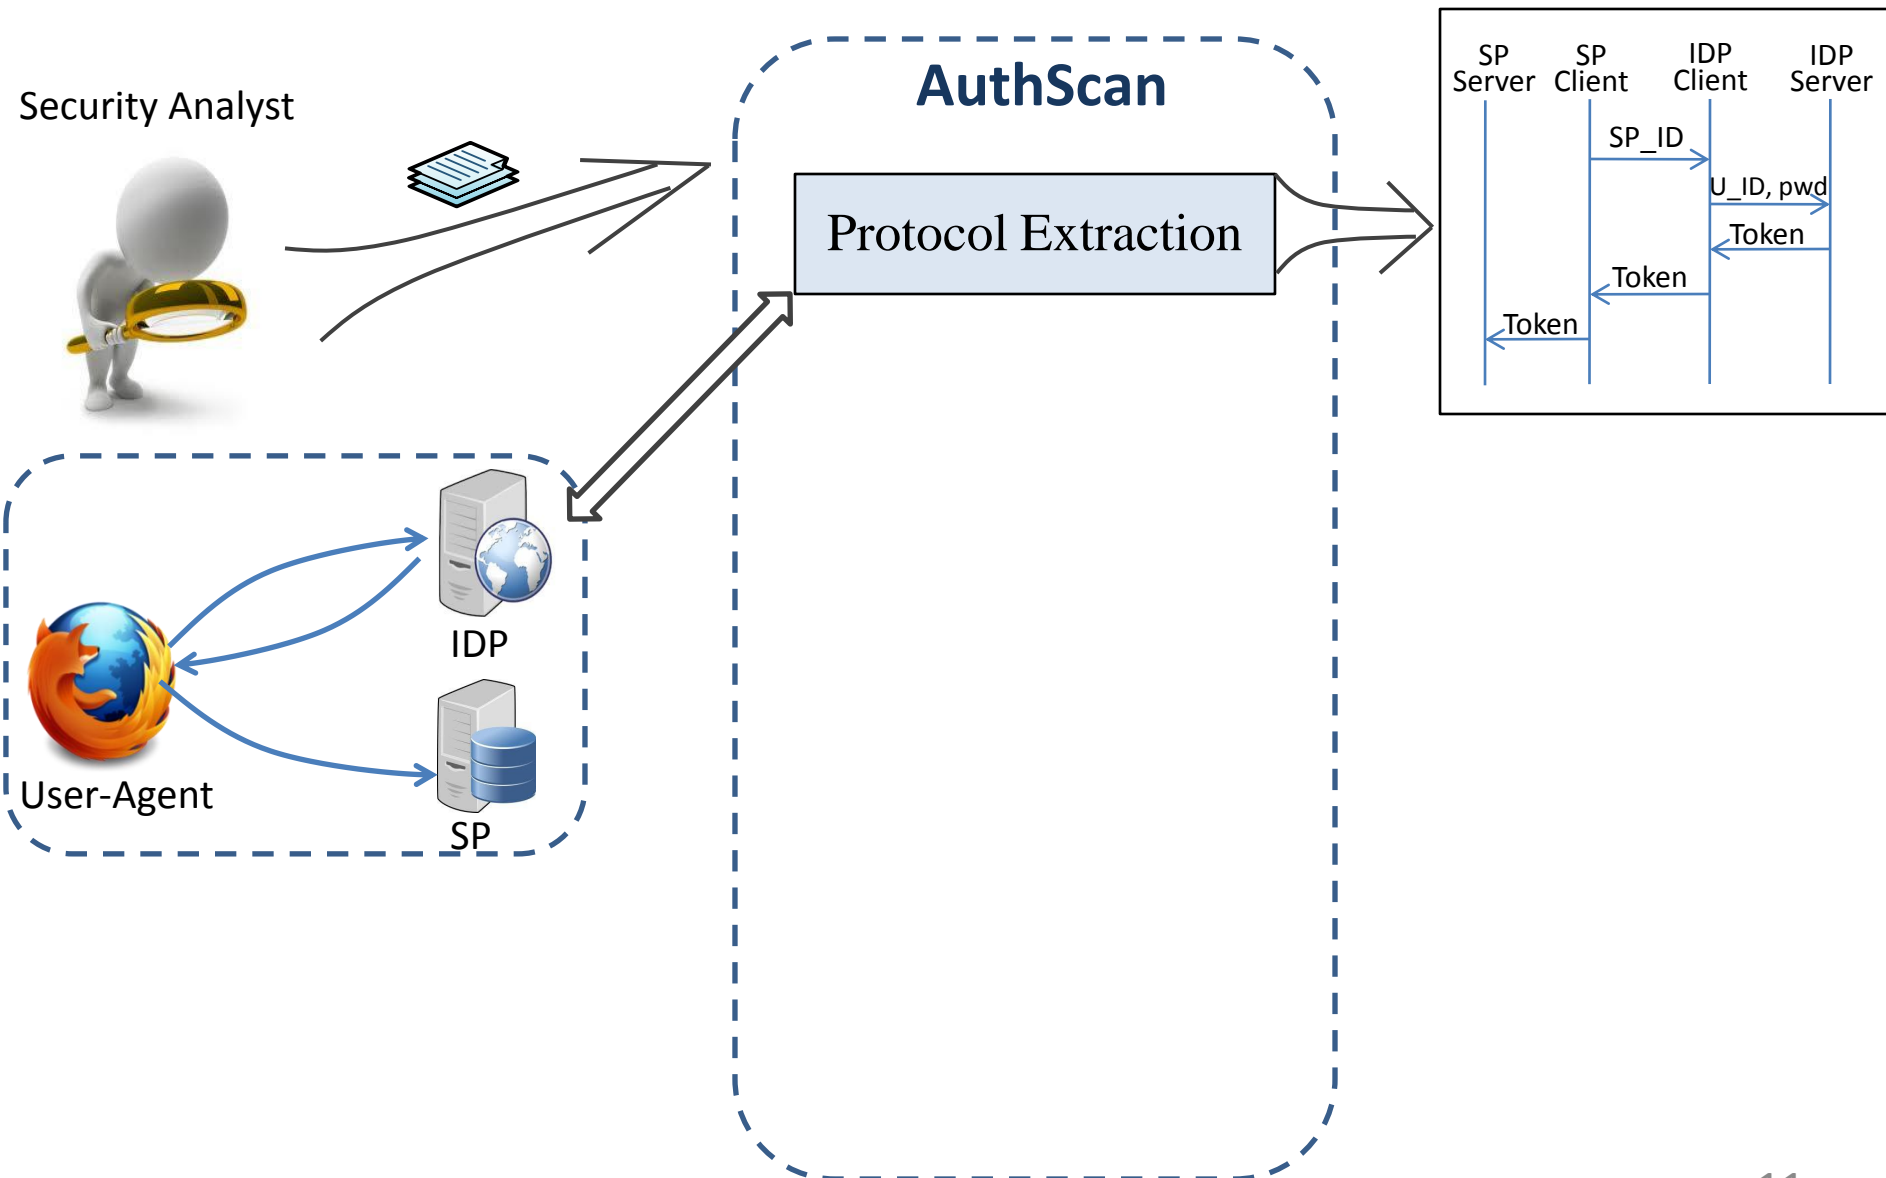 AuthScan
Security Analyst
Protocol Extraction
SP Server
SP Client
IDP Client
IDP Server
SP_ID
U_ID, pwd
Token
Token
Token
IDP
User-Agent
SP